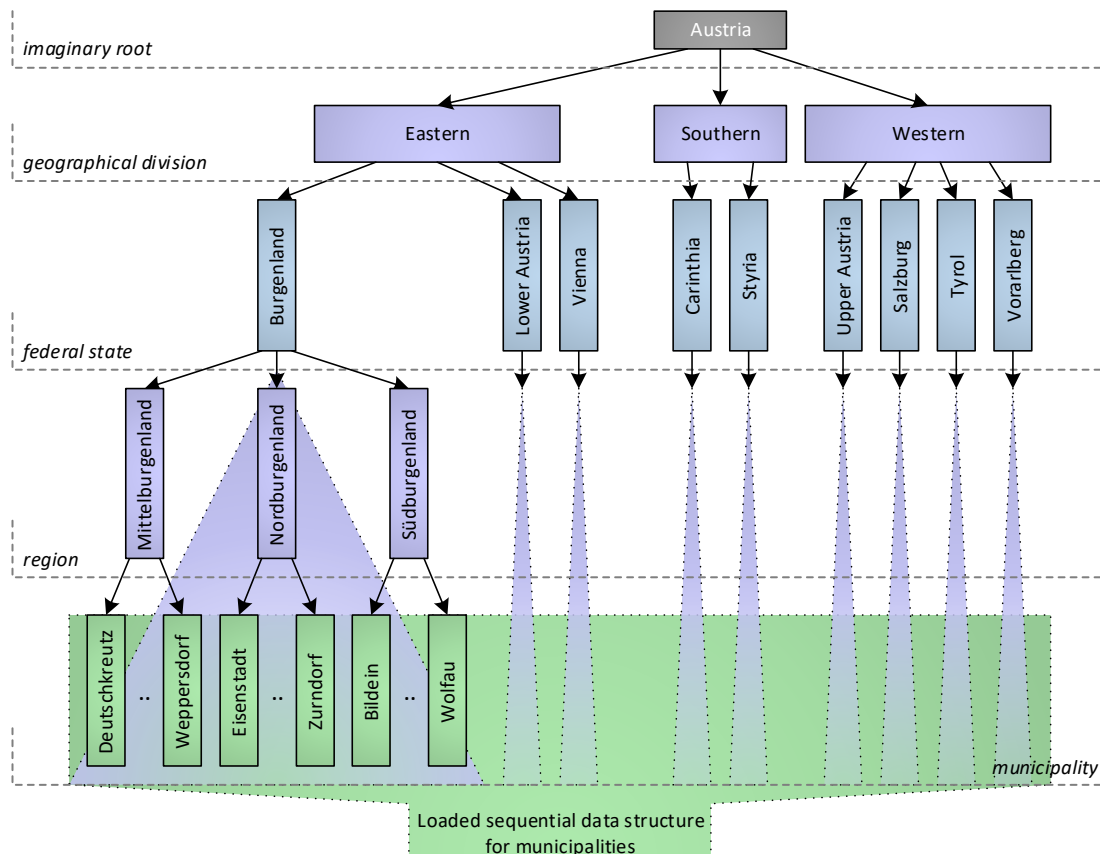 Austria
imaginary root
Eastern
Southern
Western
geographical division
Burgenland
Lower Austria
Vienna
Carinthia
Styria
Upper Austria
Salzburg
Tyrol
Vorarlberg
federal state
Mittelburgenland
Nordburgenland
Südburgenland
region
Deutschkreutz
..
Weppersdorf
Eisenstadt
..
Zurndorf
Bildein
..
Wolfau
municipality
Loaded sequential data structure
for municipalities